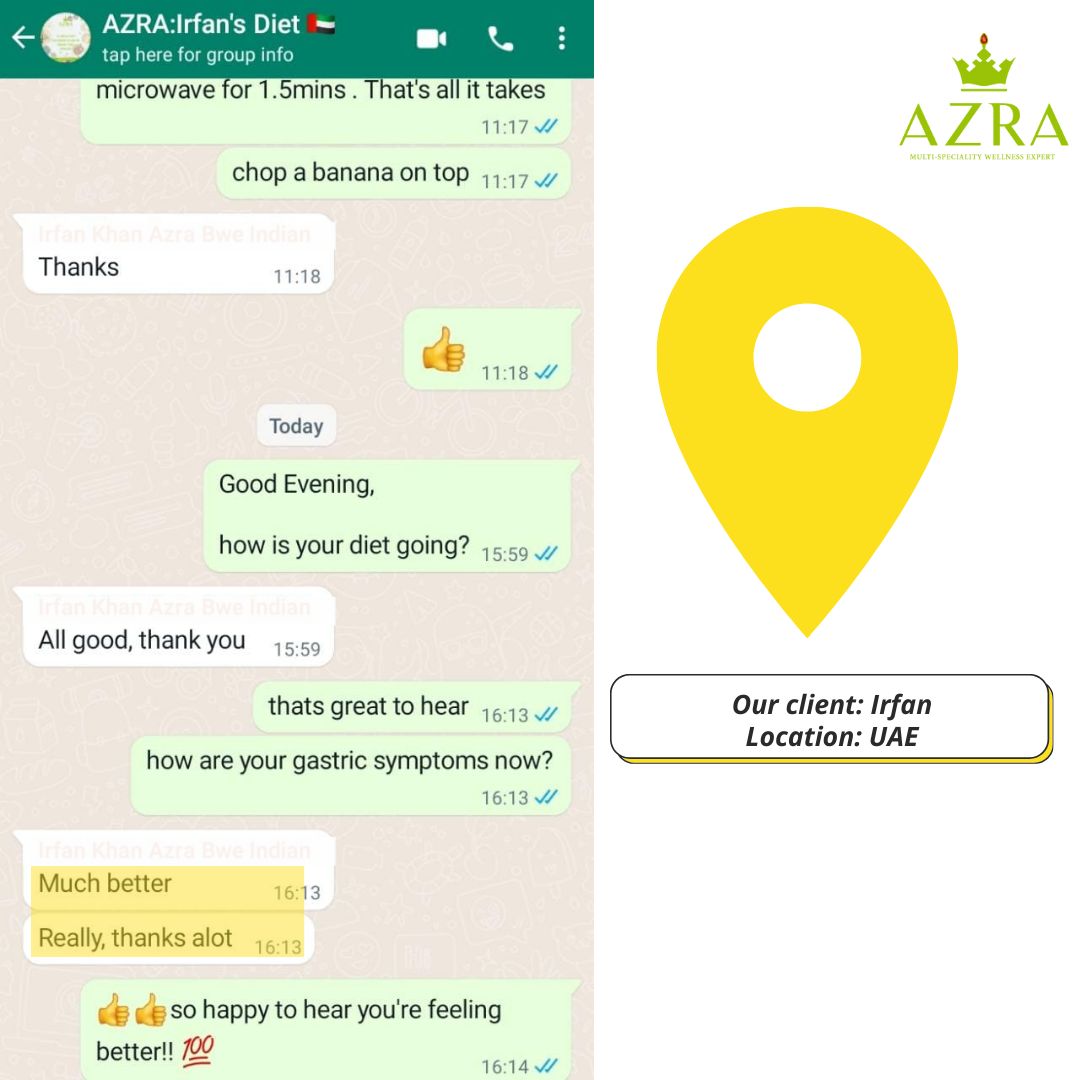 AZRA:Irfan's Diet 🇦🇪
tap here for group info
microwave for 1.5mins . That's all it takes
11:17
chop a banana on top 11:17
Irfan Khan Azra Bwe Indian
Thanks 11:18
👍 11:18
Today
Good Evening,
how is your diet going? 15:59
Irfan Khan Azra Bwe Indian
All good, thank you 15:59
thats great to hear 16:13
how are your gastric symptoms now?
16:13
Irfan Khan Azra Bwe Indian
Much better 16:13
Really, thanks alot 16:13
👍👍so happy to hear you're feeling
better!! 💯
16:14
AZRA
MULTI-SPECIALITY WELLNESS EXPERT
Our client: Irfan
Location: UAE